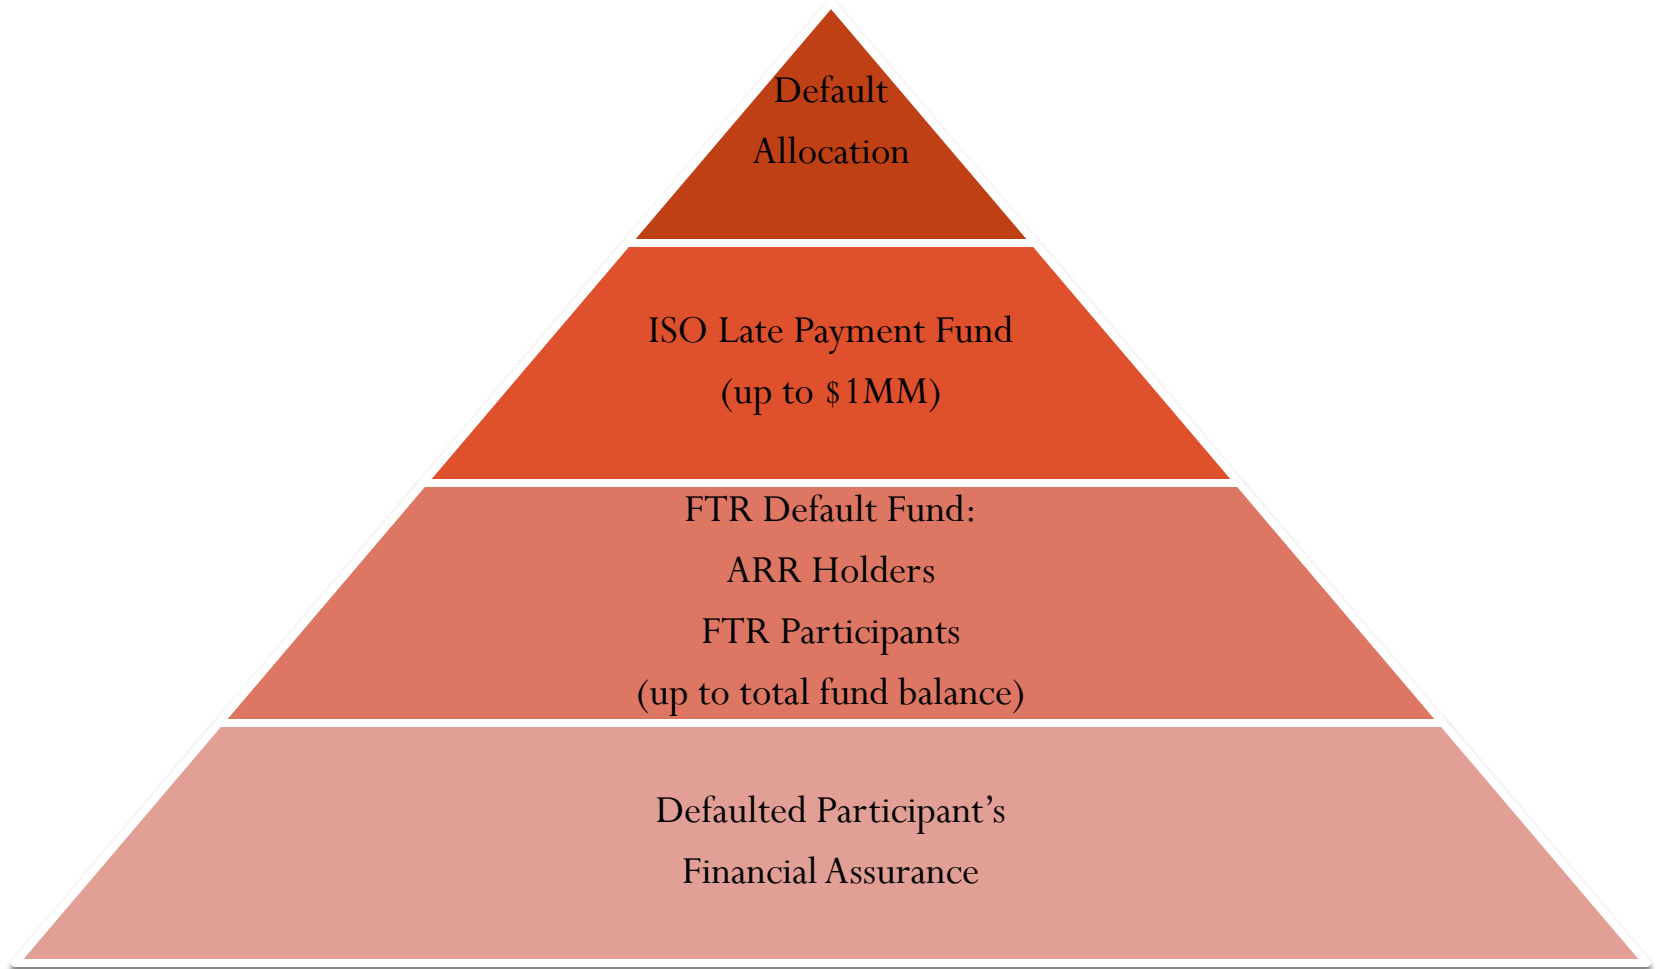 Default
Allocation
ISO Late Payment Fund
(up to $1MM)
FTR Default Fund:
ARR Holders
FTR Participants
(up to total fund balance)
Defaulted Participant’s
Financial Assurance